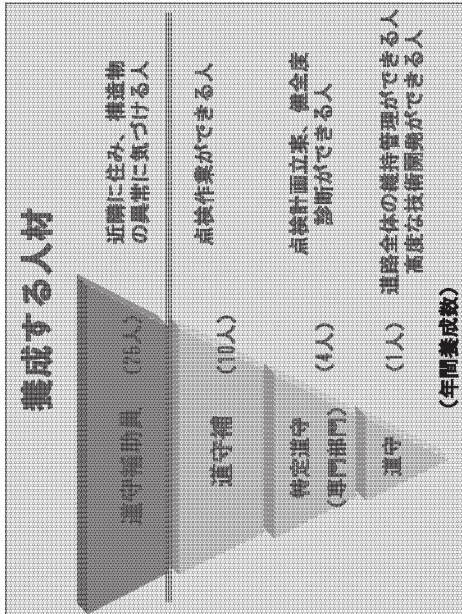 養成する人材
道守補助員
近隣に住み、構造物
の異常に気づける人
道守補
(10人)
点検作業ができる人
特定道守
(専門部門)
(4人)
点検計画立案、健全度
診断ができる人
道守
(1人)
道路全体の維持管理ができる人
高度な技術開発ができる人
(年間養成数)